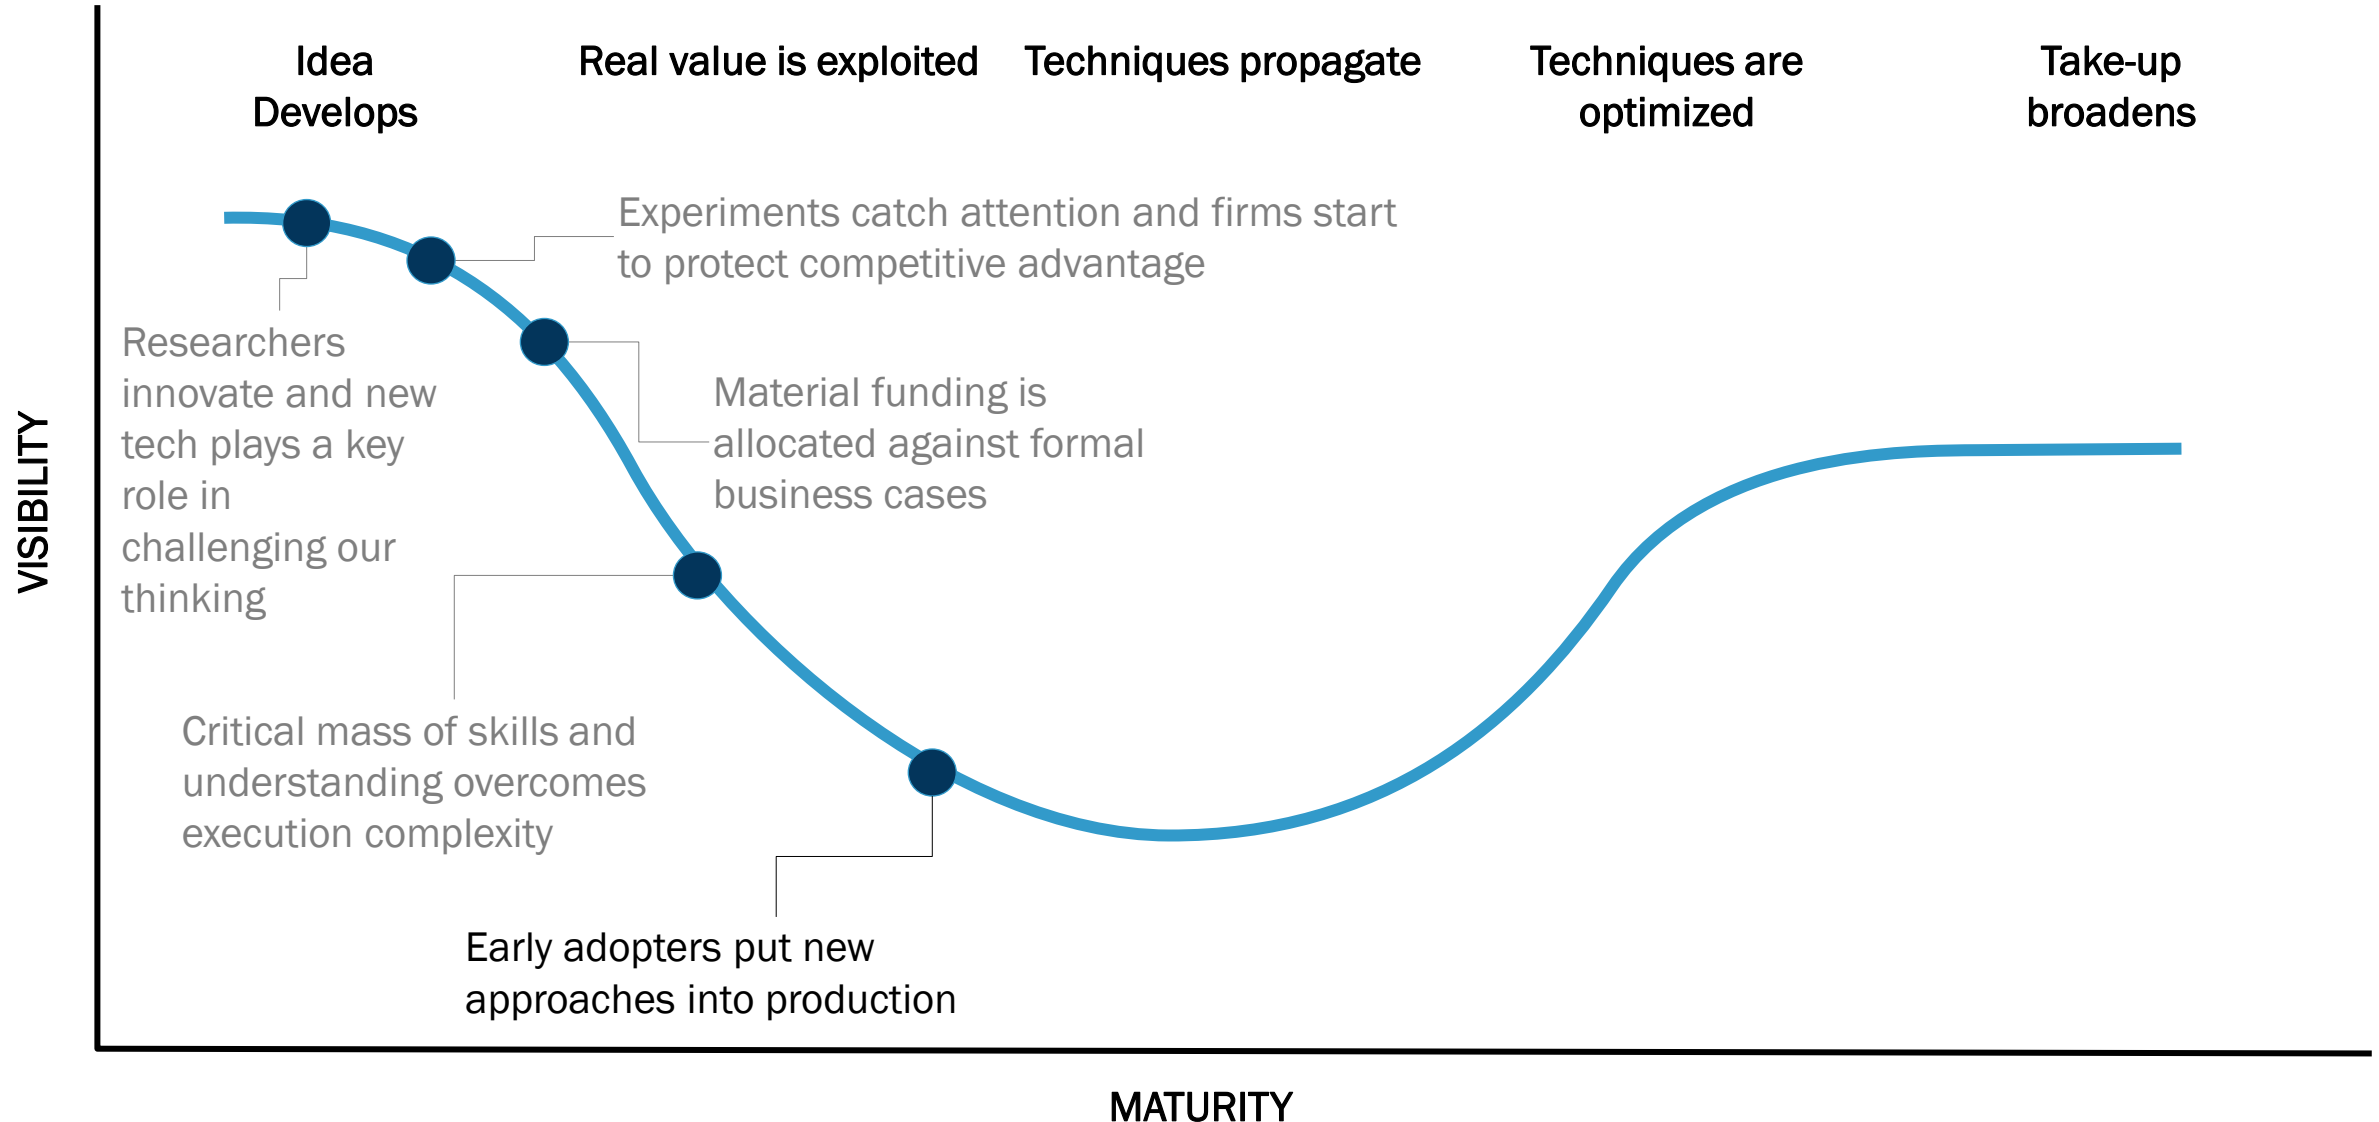 Idea
Develops
Real value is exploited
Techniques propagate
Techniques are
optimized
Take-up
broadens
Experiments catch attention and firms start
to protect competitive advantage
Researchers
innovate and new
tech plays a key
role in
challenging our
thinking
Material funding is
allocated against formal
business cases
VISIBILITY
Critical mass of skills and
understanding overcomes
execution complexity
Early adopters put new
approaches into production
MATURITY